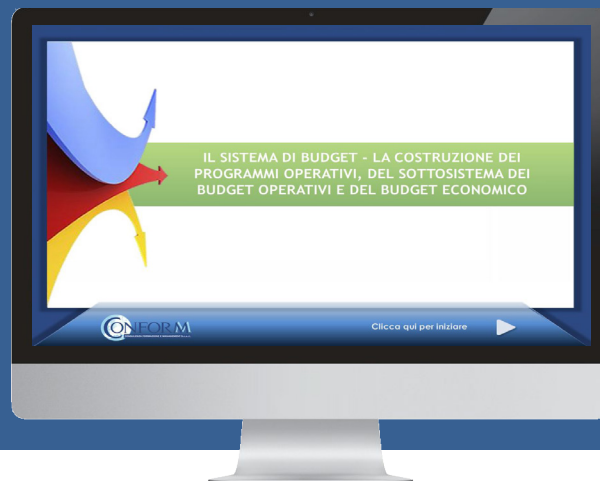 IL SISTEMA DI BUDGET - LA COSTRUZIONE DEI
PROGRAMMI OPERATIVI, DEL SOTTOSISTEMA DEI
BUDGET OPERATIVI E DEL BUDGET ECONOMICO
CONFORM
Clicca qui per iniziare